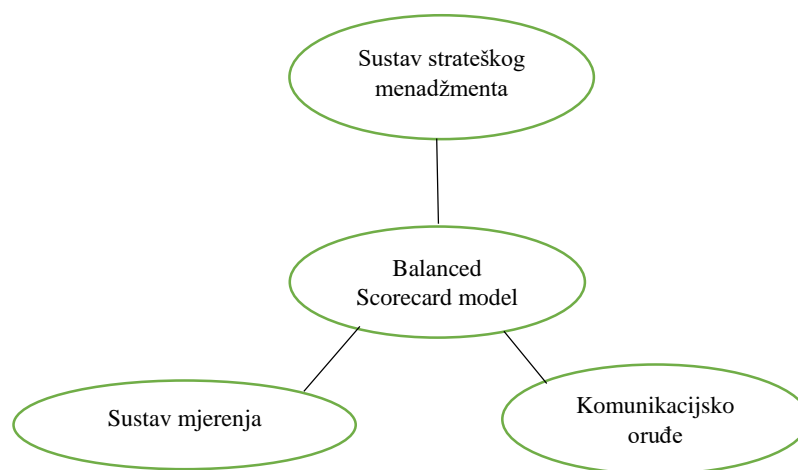 Sustav strateškog
menadžmenta
Balanced
Scorecard model
Sustav mjerenja
Komunikacijsko
oruđe